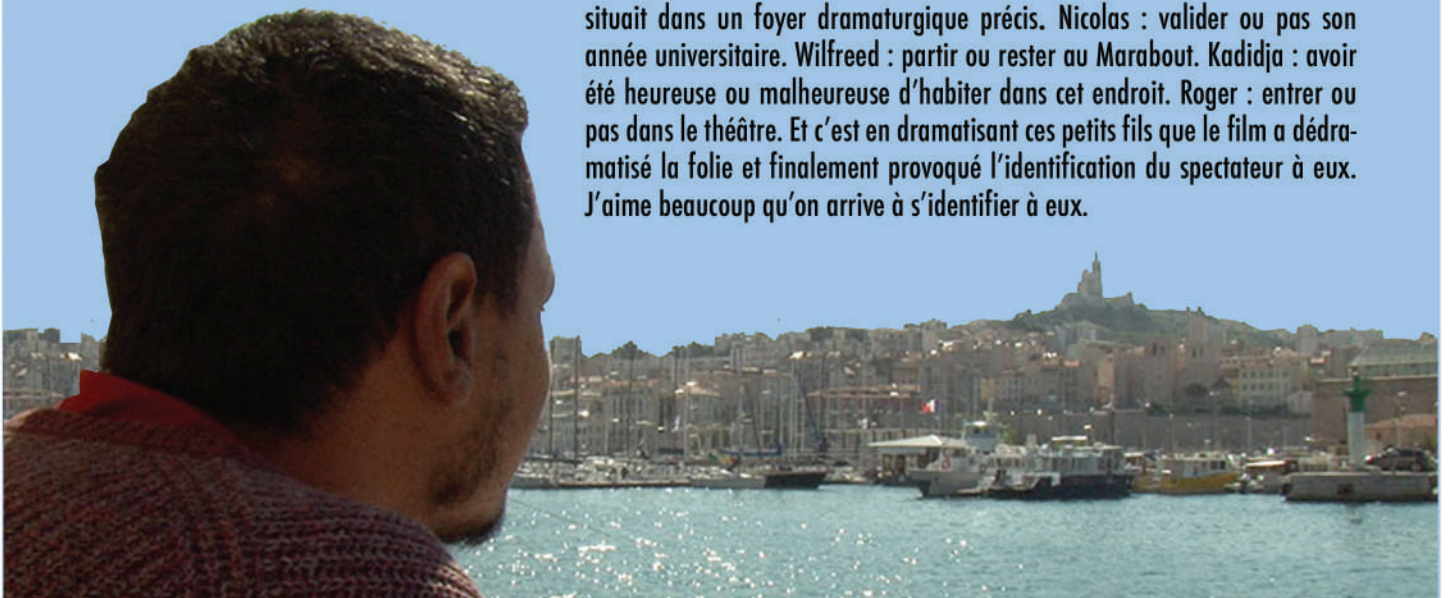 situait dans un foyer dramaturgique précis. Nicolas : valider ou pas son
année universitaire. Wilfreed : partir ou rester au Marabout. Kadidja : avoir
été heureuse ou malheureuse d’habiter dans cet endroit. Roger : entrer ou
pas dans le théâtre. Et c’est en dramatisant ces petits fils que le film a dédra-
matisé la folie et finalement provoqué l’identification du spectateur à eux.
J’aime beaucoup qu’on arrive à s’identifier à eux.